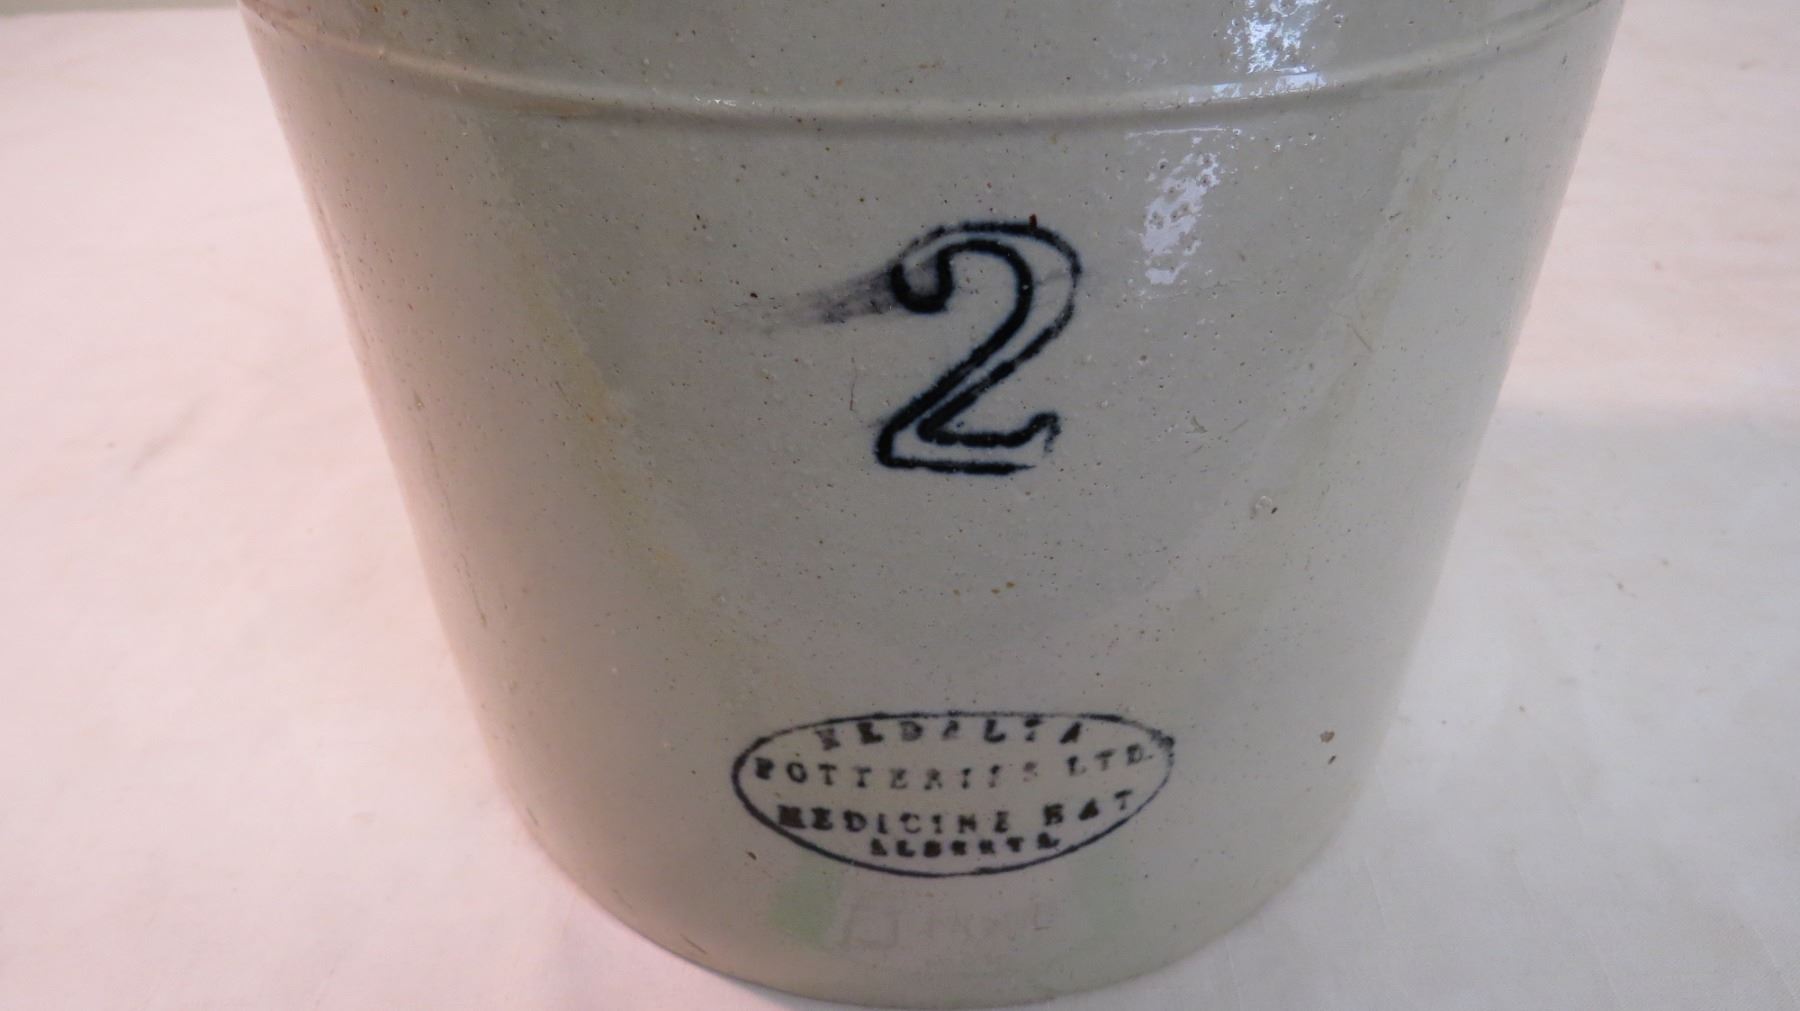 2
MEDALTA
POTTERIES LTD.
MEDICINE HAT
ALBERTA